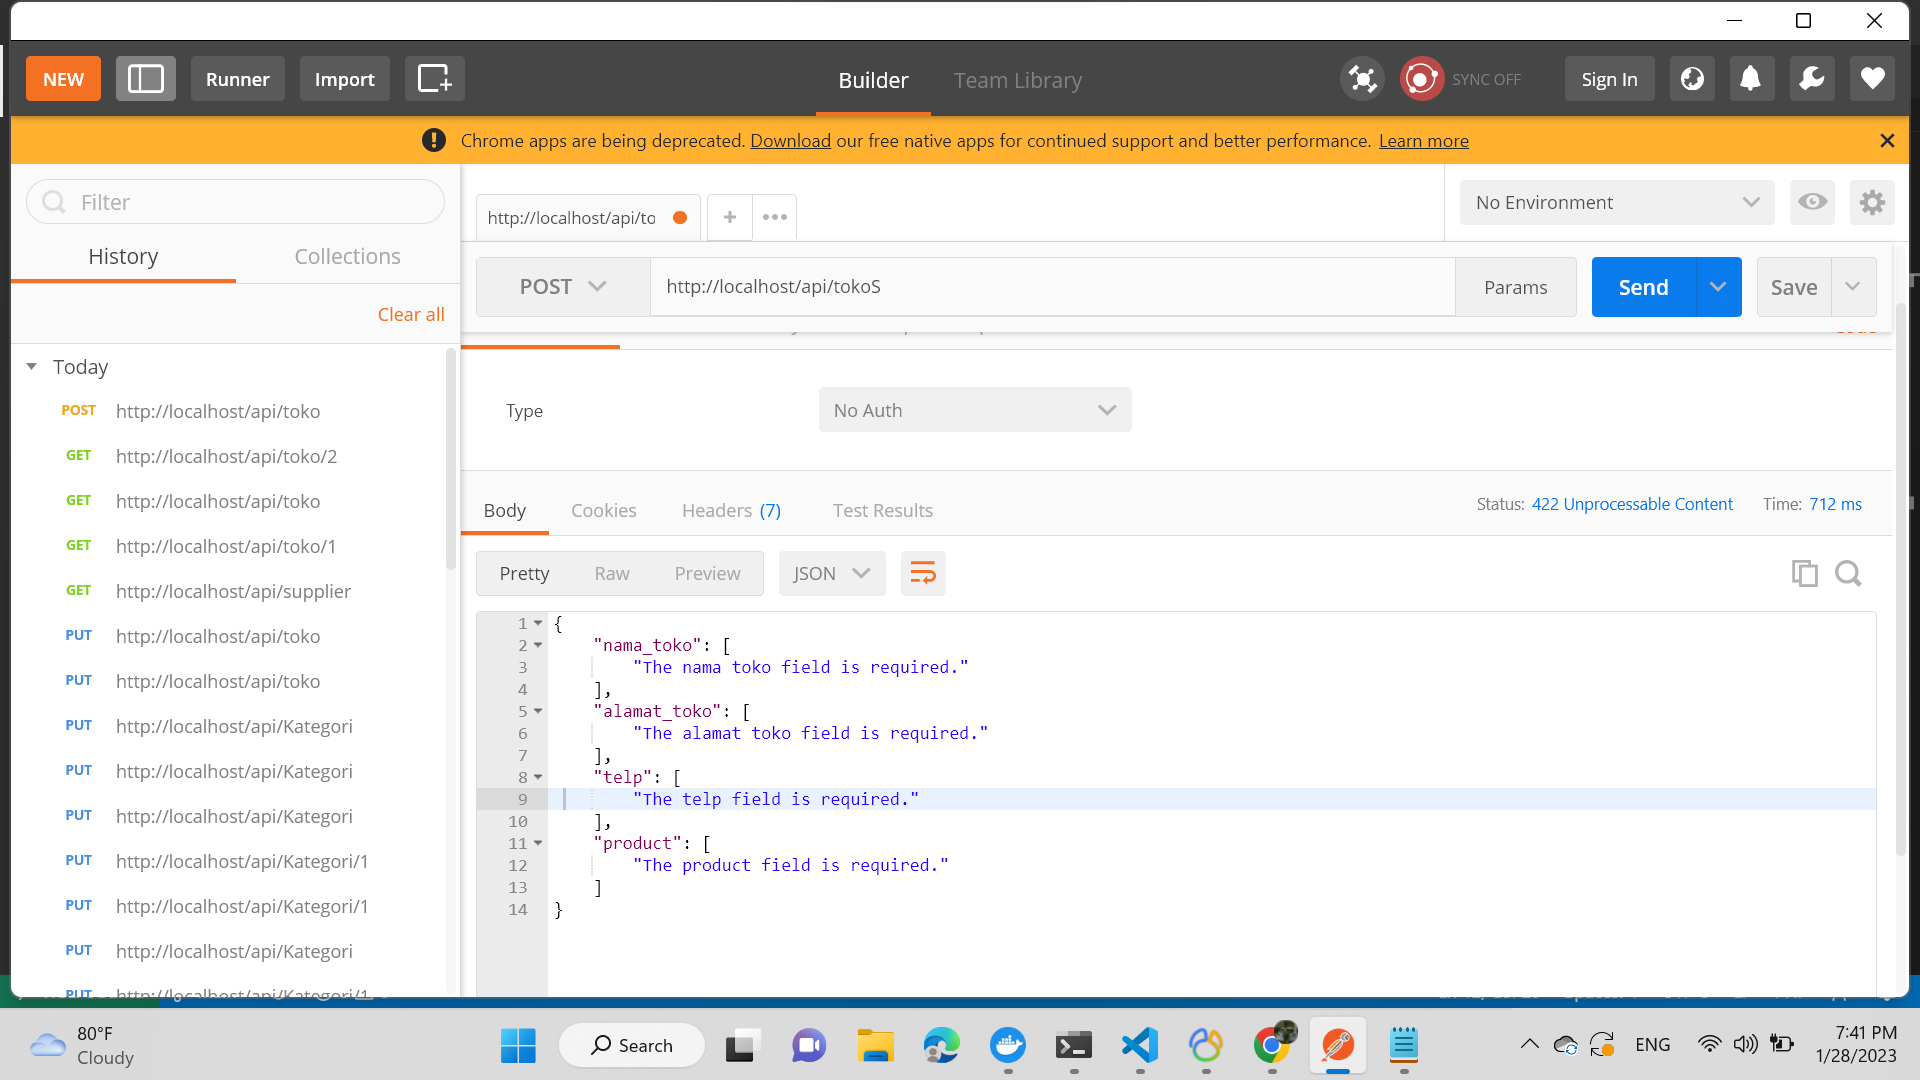 NEW
Runner
Import
Builder
Team Library
SYNC OFF
Sign In
Chrome apps are being deprecated. Download our free native apps for continued support and better performance. Learn more
Filter
History
Collections
Clear all
Today
POST http://localhost/api/toko
GET http://localhost/api/toko/2
GET http://localhost/api/toko
GET http://localhost/api/toko/1
GET http://localhost/api/supplier
PUT http://localhost/api/toko
PUT http://localhost/api/toko
PUT http://localhost/api/Kategori
PUT http://localhost/api/Kategori
PUT http://localhost/api/Kategori
PUT http://localhost/api/Kategori/1
PUT http://localhost/api/Kategori/1
PUT http://localhost/api/Kategori
PUT http://localhost/api/Kategori/1
http://localhost/api/to
No Environment
POST
http://localhost/api/tokoS
Params
Send
Save
Type
No Auth
Body
Cookies
Headers (7)
Test Results
Status: 422 Unprocessable Content
Time: 712 ms
Pretty
Raw
Preview
JSON
1 {
2 "nama_toko": [
3 "The nama toko field is required."
4 ],
5 "alamat_toko": [
6 "The alamat toko field is required."
7 ],
8 "telp": [
9 "The telp field is required."
10 ],
11 "product": [
12 "The product field is required."
13 ]
14 }
80°F
Cloudy
Search
ENG
7:41 PM
1/28/2023